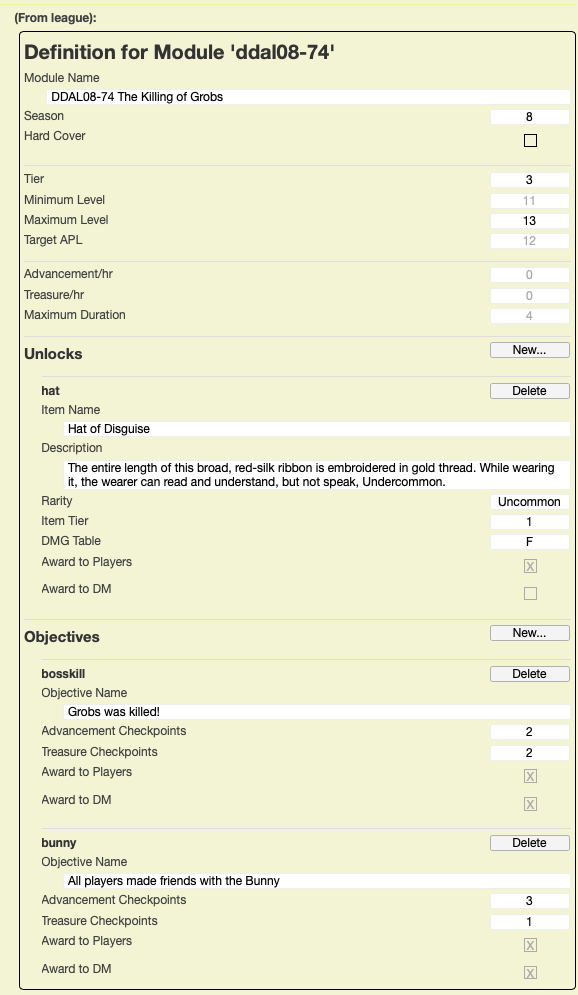 (From league):
Definition for Module 'ddal08-74'
Module Name
DDAL08-74 The Killing of Grobs
Season 8
Hard Cover
Tier 3
Minimum Level 11
Maximum Level 13
Target APL 12
Advancement/hr 0
Treasure/hr 0
Maximum Duration 4
Unlocks New...
hat Delete
Item Name
Hat of Disguise
Description
The entire length of this broad, red-silk ribbon is embroidered in gold thread. While wearing
it, the wearer can read and understand, but not speak, Undercommon.
Rarity Uncommon
Item Tier 1
DMG Table F
Award to Players X
Award to DM
Objectives New...
bosskill Delete
Objective Name
Grobs was killed!
Advancement Checkpoints 2
Treasure Checkpoints 2
Award to Players X
Award to DM X
bunny Delete
Objective Name
All players made friends with the Bunny
Advancement Checkpoints 3
Treasure Checkpoints 1
Award to Players X
Award to DM X